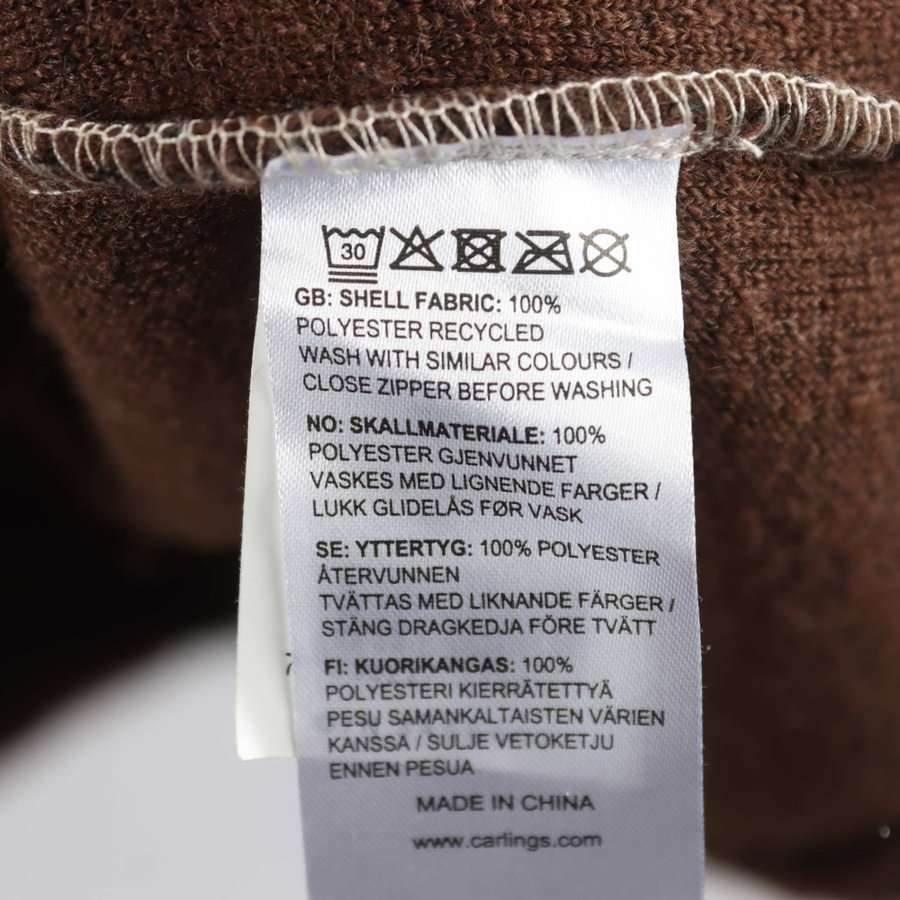 30
GB: SHELL FABRIC: 100%
POLYESTER RECYCLED
WASH WITH SIMILAR COLOURS /
CLOSE ZIPPER BEFORE WASHING
NO: SKALLMATERIALE: 100%
POLYESTER GJENVUNNET
VASKES MED LIGNENDE FARGER /
LUKK GLIDELÅS FØR VASK
SE: YTTERTYG: 100% POLYESTER
ÅTERVUNNEN
TVÄTTAS MED LIKNANDE FÄRGER /
STÄNG DRAGKEDJA FÖRE TVÄTT
FI: KUORIKANGAS: 100%
POLYESTERI KIERRÄTETTYÄ
PESU SAMANKALTAISTEN VÄRIEN
KANSSA / SULJE VETOKETJU
ENNEN PESUA
MADE IN CHINA
www.carlings.com